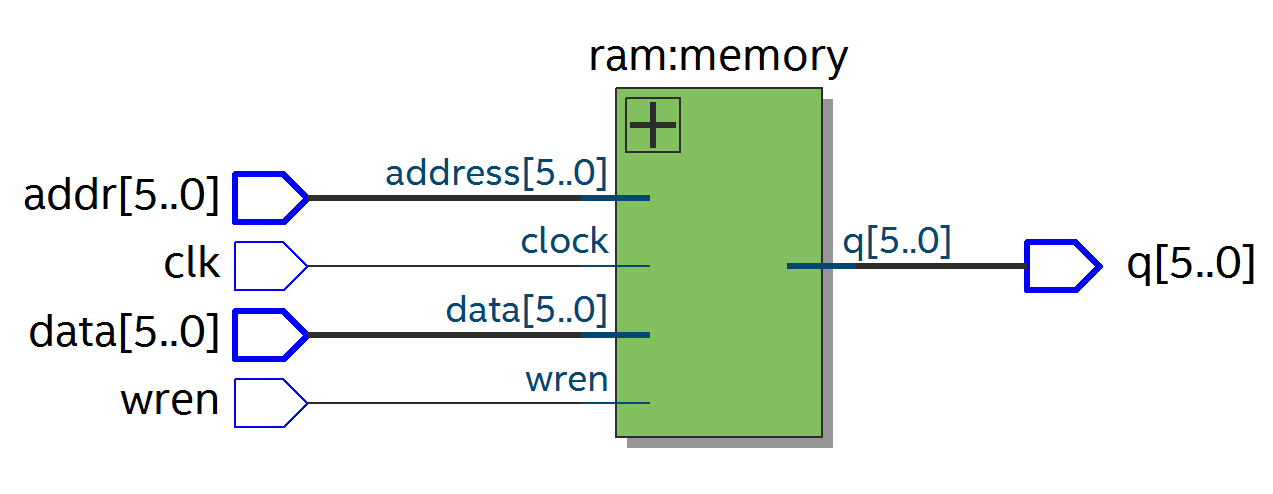 ram:memory
addr[5..0]
address[5..0]
clk
clock
q[5..0]
q[5..0]
data[5..0]
data[5..0]
wren
wren